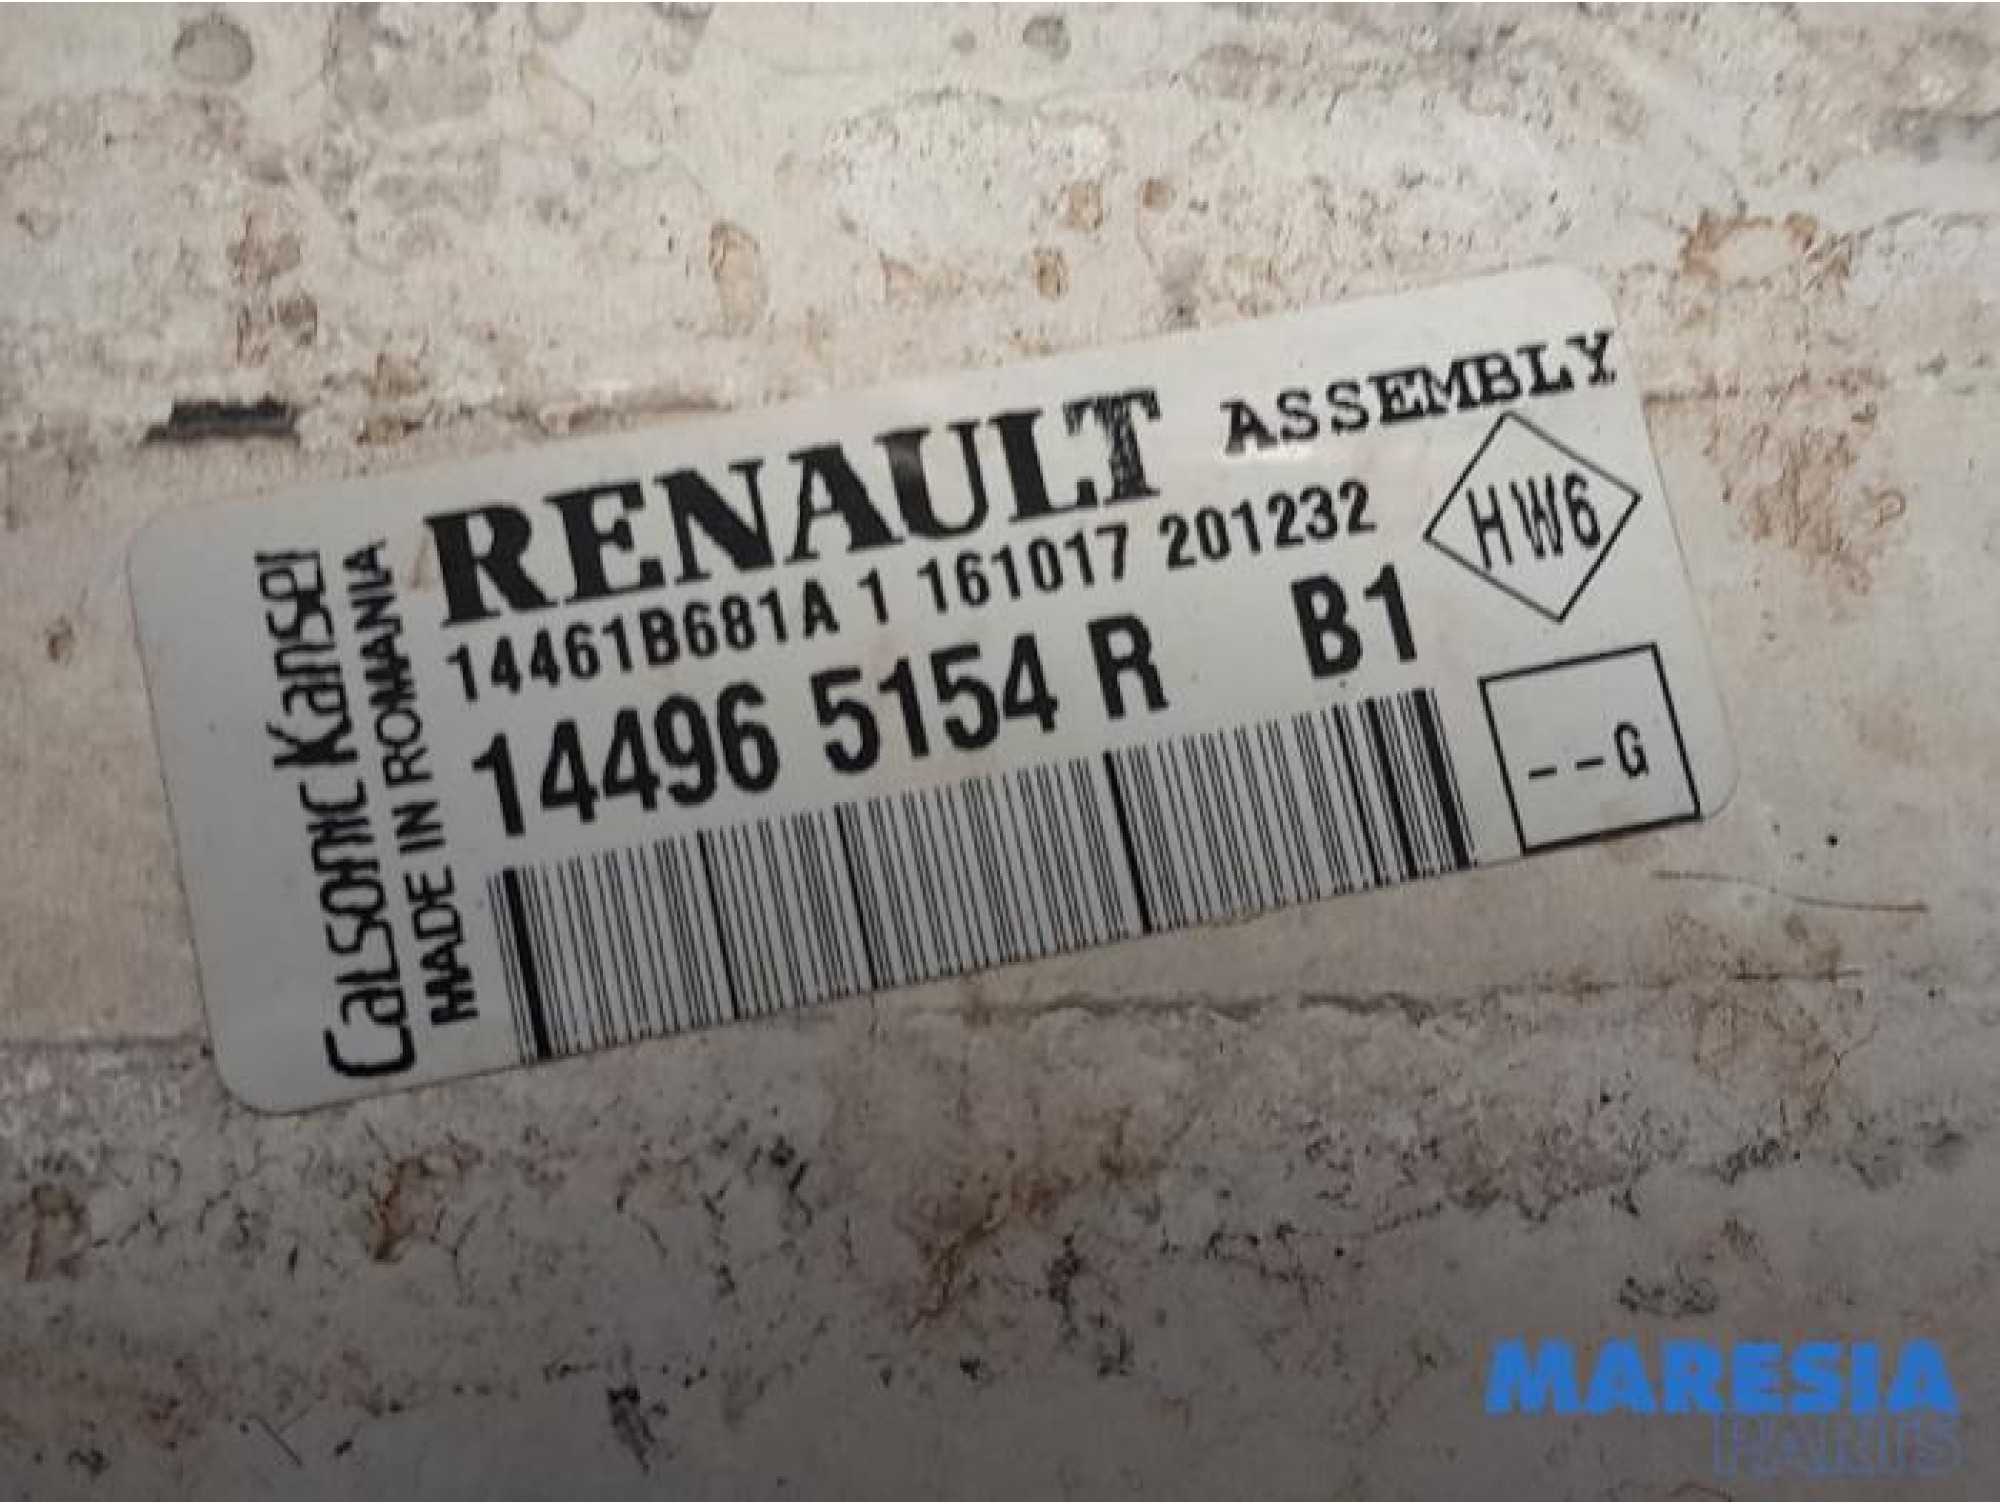 RENAULT ASSEMBLY
14461B681A 1 161017 201232
14496 5154 R B1
HW6
--G
CaLSONiC Kansei
MADE IN ROMANIA
MARESIA
PARTS